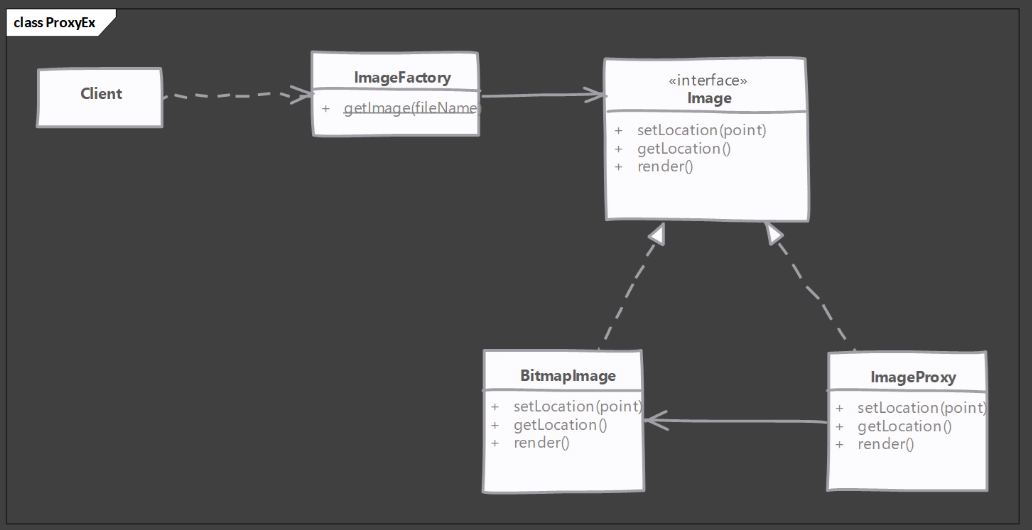 class ProxyEx
Client
ImageFactory
+ getImage(fileName)
«interface»
Image
+ setLocation(point)
+ getLocation()
+ render()
BitmapImage
+ setLocation(point)
+ getLocation()
+ render()
ImageProxy
+ setLocation(point)
+ getLocation()
+ render()